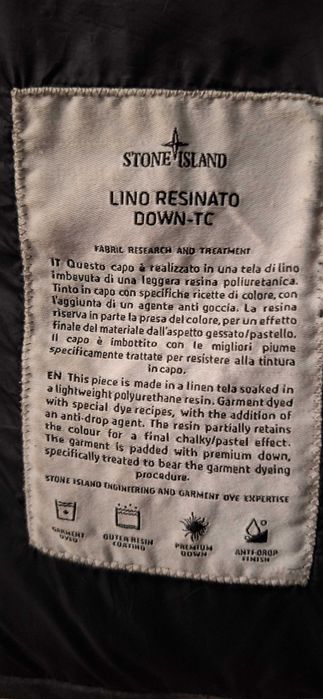 STONE ISLAND
LINO RESINATO
DOWN-TC
FABRIC RESEARCH AND TREATMENT
IT Questo capo è realizzato in una tela di lino
imbevuta di una leggera resina poliuretanica.
Tinto in capo con specifiche ricette di colore, con
l'aggiunta di un agente anti goccia. La resina
riserva in parte la presa del colore, per un effetto
finale del materiale dall'aspetto gessato/pastello.
Il capo è imbottito con le migliori piume
specificamente trattate per resistere alla tintura
in capo.
EN This piece is made in a linen tela soaked in
a lightweight polyurethane resin. Garment dyed
with special dye recipes, with the addition of
an anti-drop agent. The resin partially retains
the colour for a final chalky/pastel effect.
The garment is padded with premium down,
specifically treated to bear the garment dyeing
procedure.
STONE ISLAND ENGINEERING AND GARMENT DYE EXPERTISE
GARMENT
DYED
OUTER RESIN
COATING
PREMIUM
DOWN
ANTI-DROP
FINISH